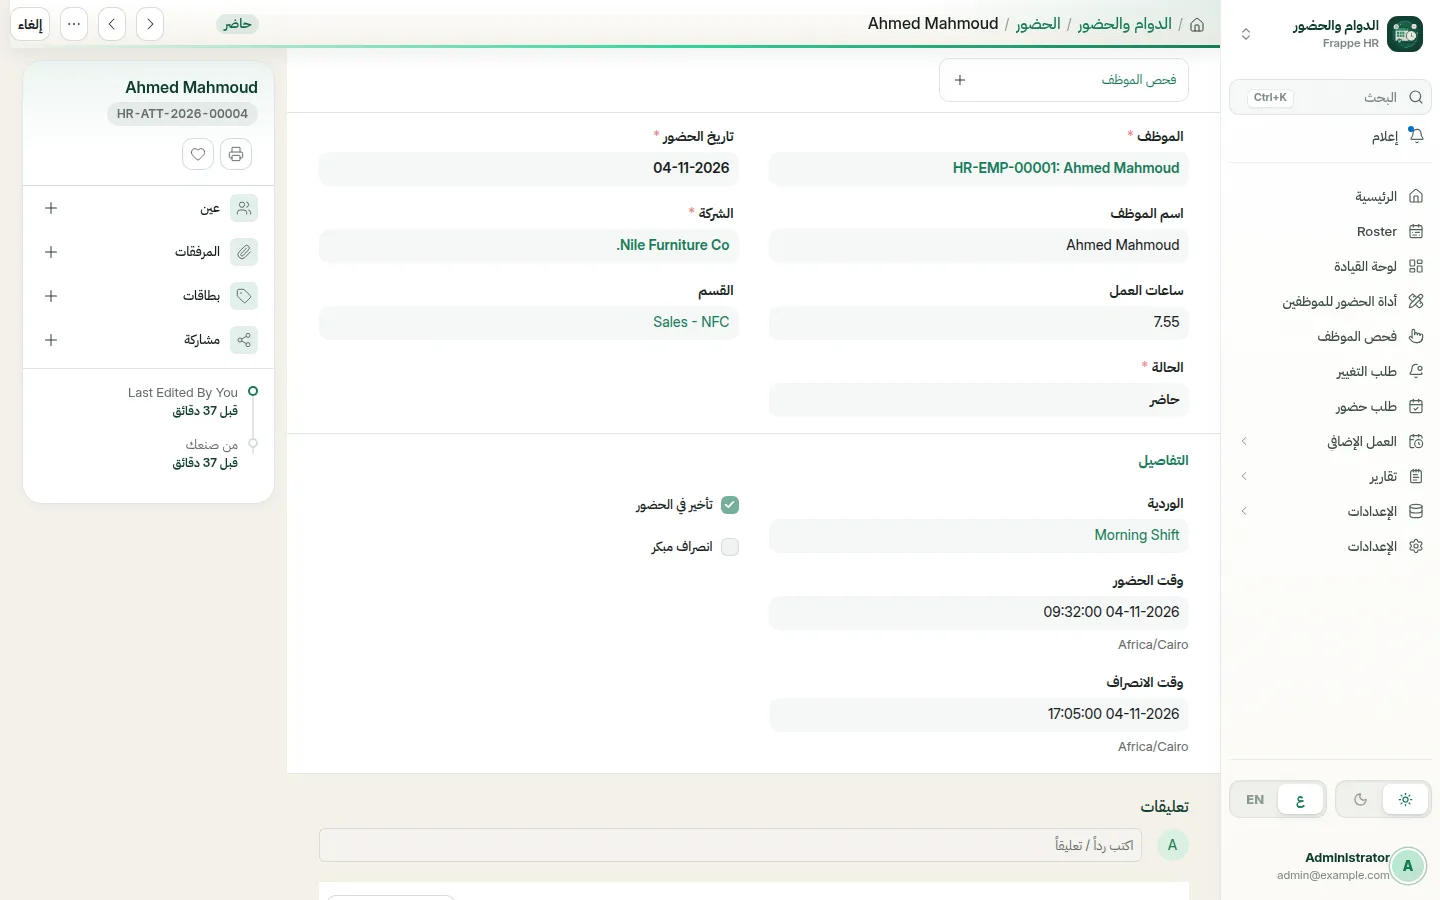 الدوام والحضور
Frappe HR
البحث
Ctrl+K
إعلام
الرئيسية
Roster
لوحة القيادة
أداة الحضور للموظفين
فحص الموظف
طلب التغيير
طلب حضور
العمل الإضافي
تقارير
الإعدادات
الإعدادات
ع
EN
Administrator
admin@example.com
A
/ الدوام والحضور / الحضور / Ahmed Mahmoud
حاضر
إلغاء
فحص الموظف
الموظف *
HR-EMP-00001: Ahmed Mahmoud
تاريخ الحضور *
04-11-2026
اسم الموظف
Ahmed Mahmoud
الشركة *
.Nile Furniture Co
ساعات العمل
7.55
القسم
Sales - NFC
الحالة *
حاضر
التفاصيل
الوردية
Morning Shift
تأخير في الحضور
انصراف مبكر
وقت الحضور
09:32:00 04-11-2026
Africa/Cairo
وقت الانصراف
17:05:00 04-11-2026
Africa/Cairo
تعليقات
A
اكتب رداً / تعليقاً
Ahmed Mahmoud
HR-ATT-2026-00004
عين
المرفقات
بطاقات
مشاركة
Last Edited By You
قبل 37 دقائق
من صنعك
قبل 37 دقائق